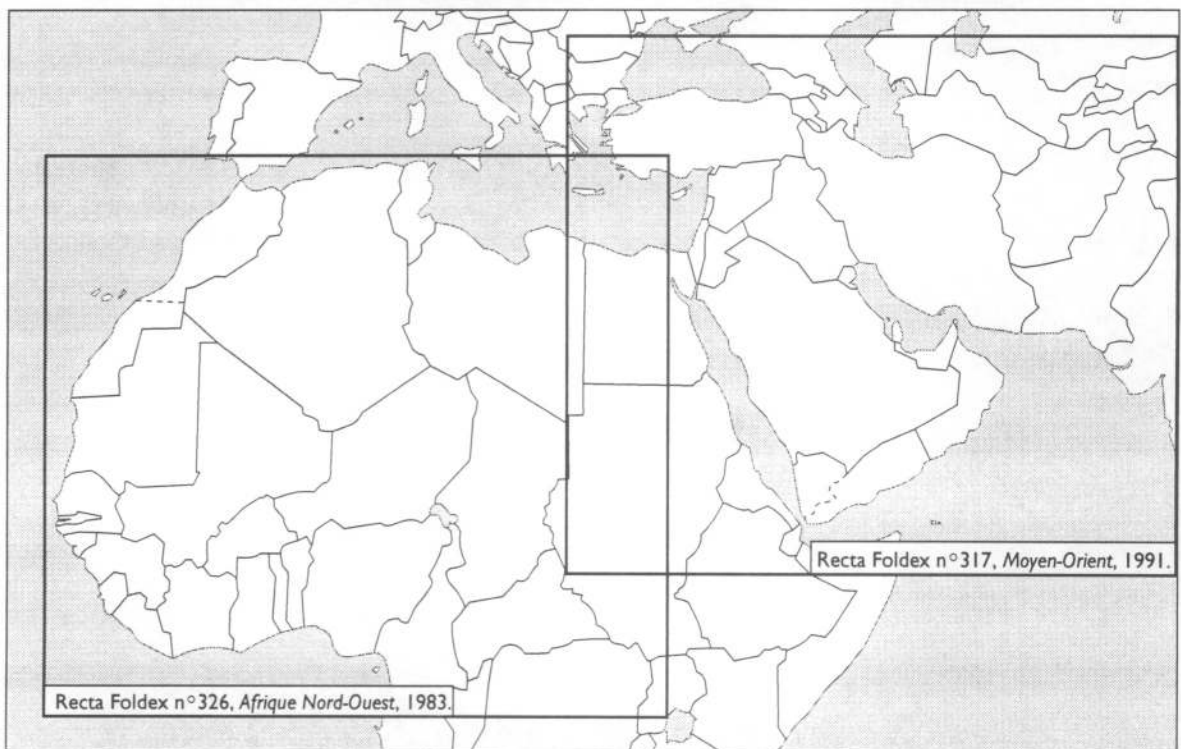 Recta Foldex n°317, Moyen-Orient, 1991.
Recta Foldex n°326, Afrique Nord-Ouest, 1983.